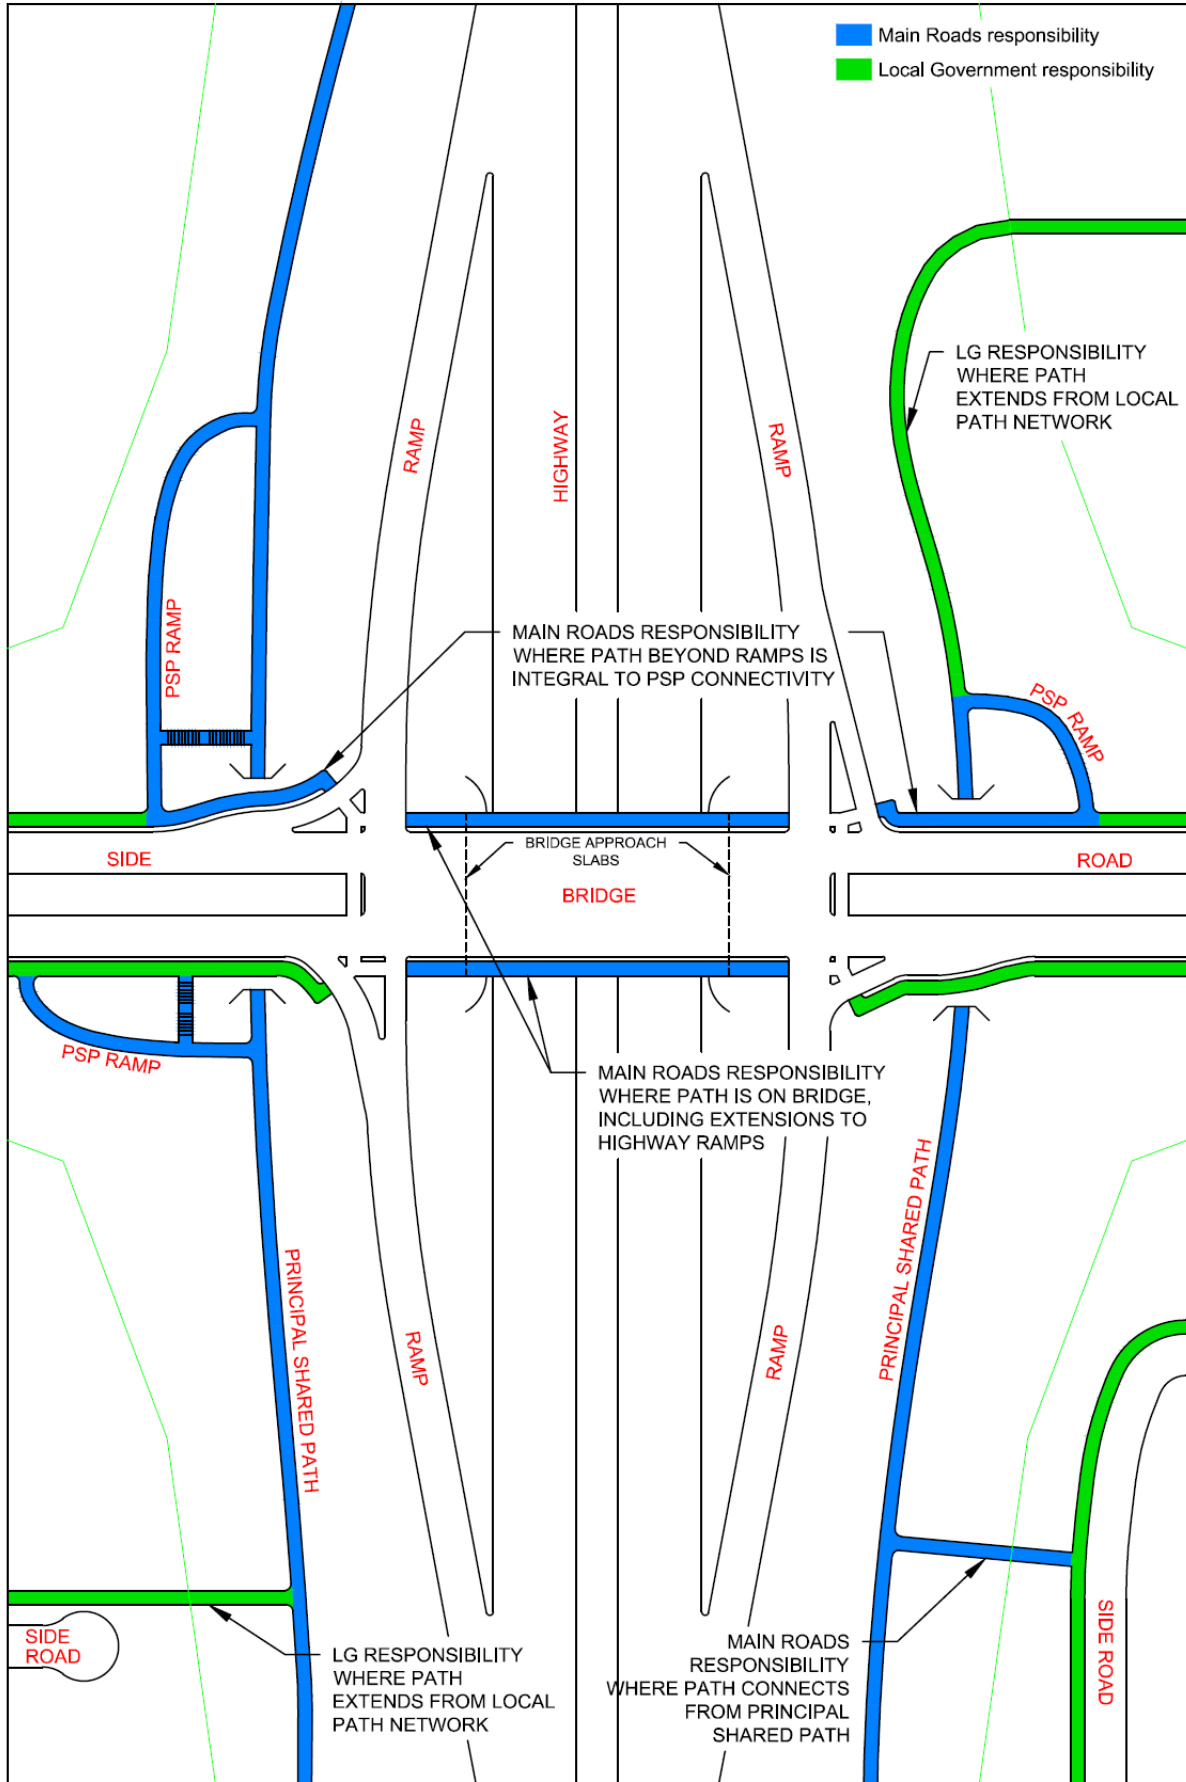 Main Roads responsibility
Local Government responsibility
LG RESPONSIBILITY
WHERE PATH
EXTENDS FROM LOCAL
PATH NETWORK
RAMP
HIGHWAY
RAMP
PSP RAMP
MAIN ROADS RESPONSIBILITY
WHERE PATH BEYOND RAMPS IS
INTEGRAL TO PSP CONNECTIVITY
PSP RAMP
SIDE
BRIDGE APPROACH
SLABS
ROAD
BRIDGE
PSP RAMP
MAIN ROADS RESPONSIBILITY
WHERE PATH IS ON BRIDGE,
INCLUDING EXTENSIONS TO
HIGHWAY RAMPS
PRINCIPAL SHARED PATH
PRINCIPAL SHARED PATH
RAMP
RAMP
SIDE
ROAD
LG RESPONSIBILITY
WHERE PATH
EXTENDS FROM LOCAL
PATH NETWORK
MAIN ROADS
RESPONSIBILITY
WHERE PATH CONNECTS
FROM PRINCIPAL
SHARED PATH
SIDE ROAD